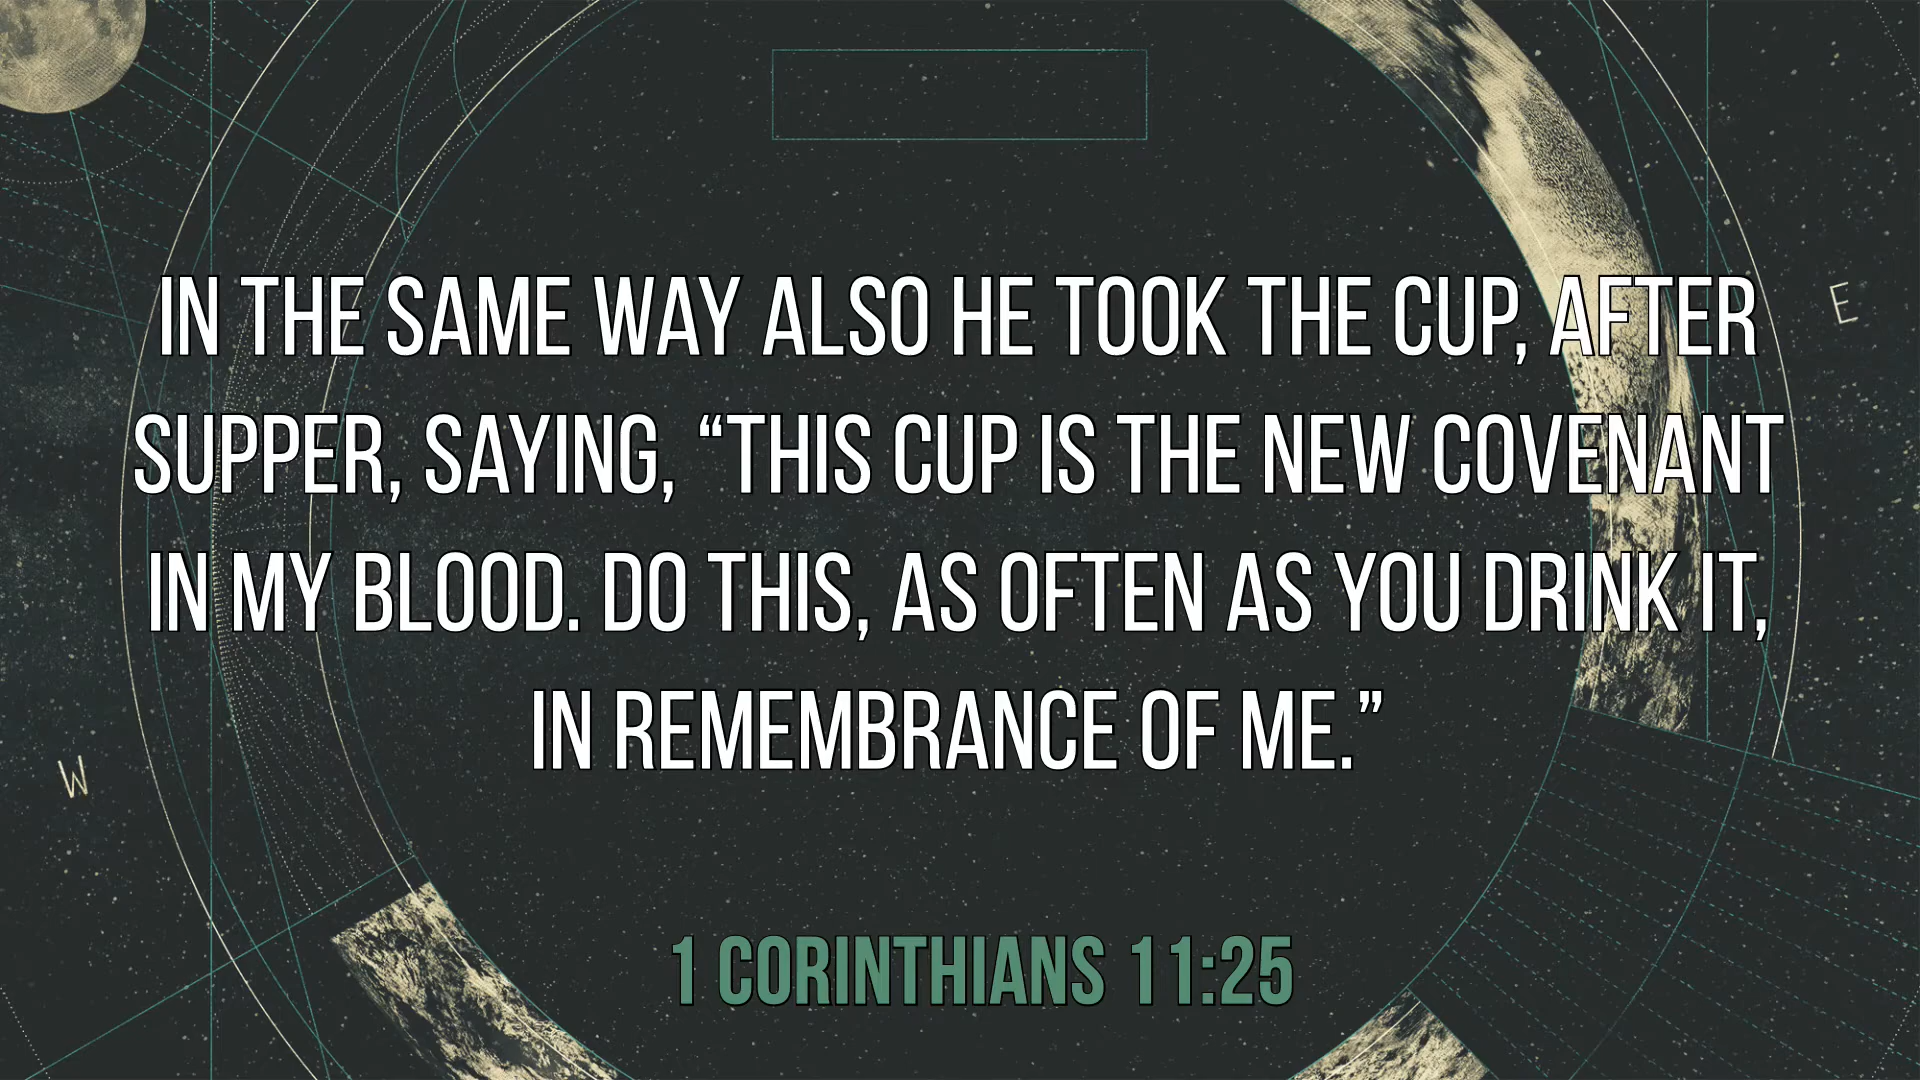 IN THE SAME WAY ALSO HE TOOK THE CUP, AFTER
SUPPER, SAYING, “THIS CUP IS THE NEW COVENANT
IN MY BLOOD. DO THIS, AS OFTEN AS YOU DRINK IT,
IN REMEMBRANCE OF ME.”
1 CORINTHIANS 11:25
E
W